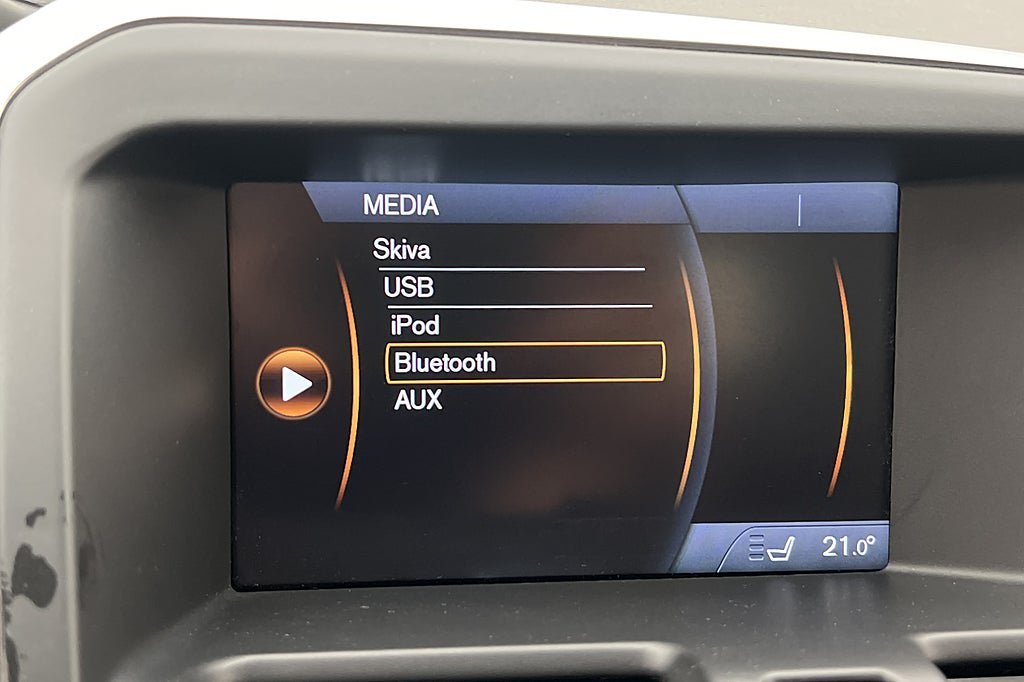 MEDIA
Skiva
USB
iPod
Bluetooth
AUX
21.0°